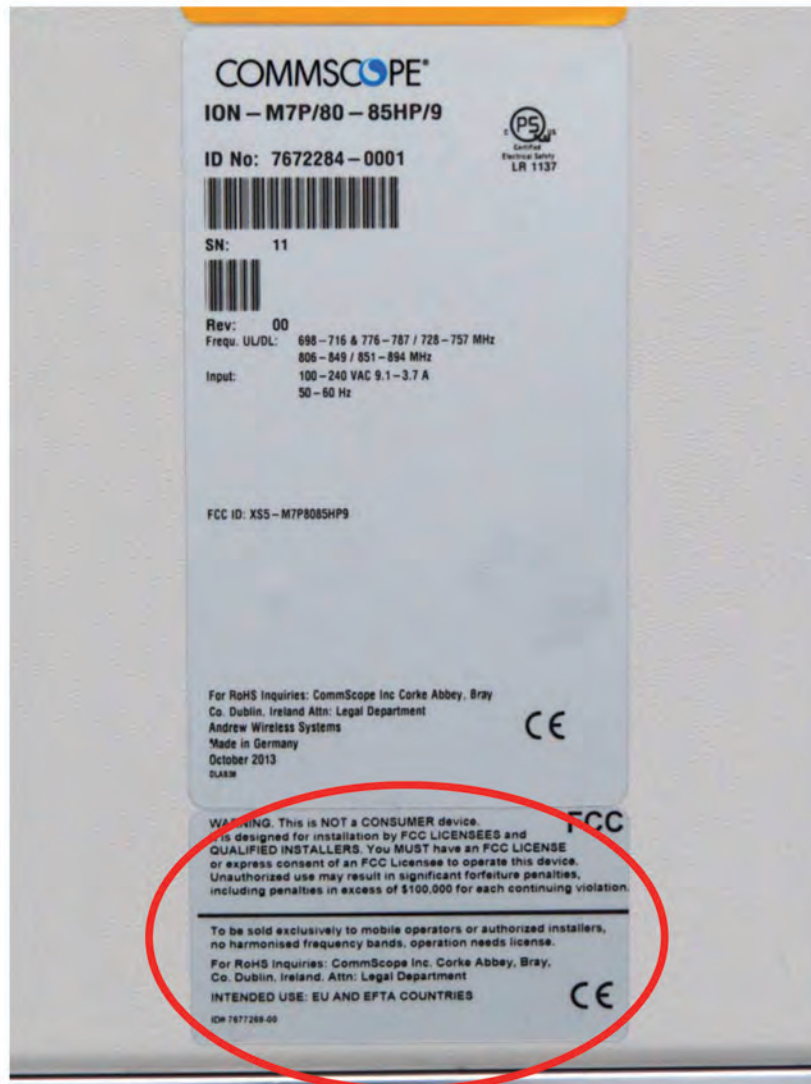 COMMSCOPE®
ION – M7P/80 – 85HP/9
C PS US
Certified
Electrical Safety
LR 1137
ID No: 7672284 – 0001
SN: 11
Rev: 00
Frequ. UL/DL: 698 – 716 & 776 – 787 / 728 – 757 MHz
806 – 849 / 851 – 894 MHz
Input: 100 – 240 VAC 9.1 – 3.7 A
50 – 60 Hz
FCC ID: XS5 – M7P8085HP9
For RoHS Inquiries: CommScope Inc Corke Abbey, Bray
Co. Dublin, Ireland Attn: Legal Department
Andrew Wireless Systems
Made in Germany
October 2013
CE
FCC
WARNING. This is NOT a CONSUMER device.
is designed for installation by FCC LICENSEES and
QUALIFIED INSTALLERS. You MUST have an FCC LICENSE
or express consent of an FCC Licensee to operate this device.
Unauthorized use may result in significant forfeiture penalties,
including penalties in excess of $100,000 for each continuing violation.
To be sold exclusively to mobile operators or authorized installers,
no harmonised frequency bands, operation needs license.
For RoHS Inquiries: CommScope Inc. Corke Abbey, Bray,
Co. Dublin, Ireland, Attn: Legal Department
INTENDED USE: EU AND EFTA COUNTRIES
CE
ID# 7677269-00